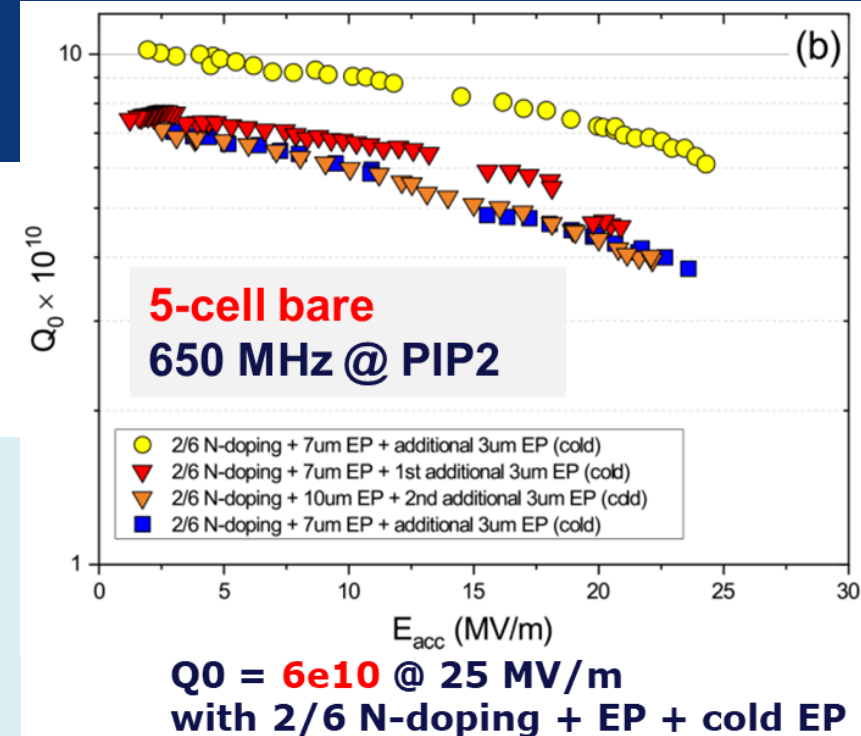 (b)
10
1
Q₀ × 10¹⁰
5-cell bare
650 MHz @ PIP2
2/6 N-doping + 7um EP + additional 3um EP (cold)
2/6 N-doping + 7um EP + 1st additional 3um EP (cold)
2/6 N-doping + 10um EP + 2nd additional 3um EP (cold)
2/6 N-doping + 7um EP + additional 3um EP (cold)
0 5 10 15 20 25 30
E_acc (MV/m)
Q0 = 6e10 @ 25 MV/m
with 2/6 N-doping + EP + cold EP